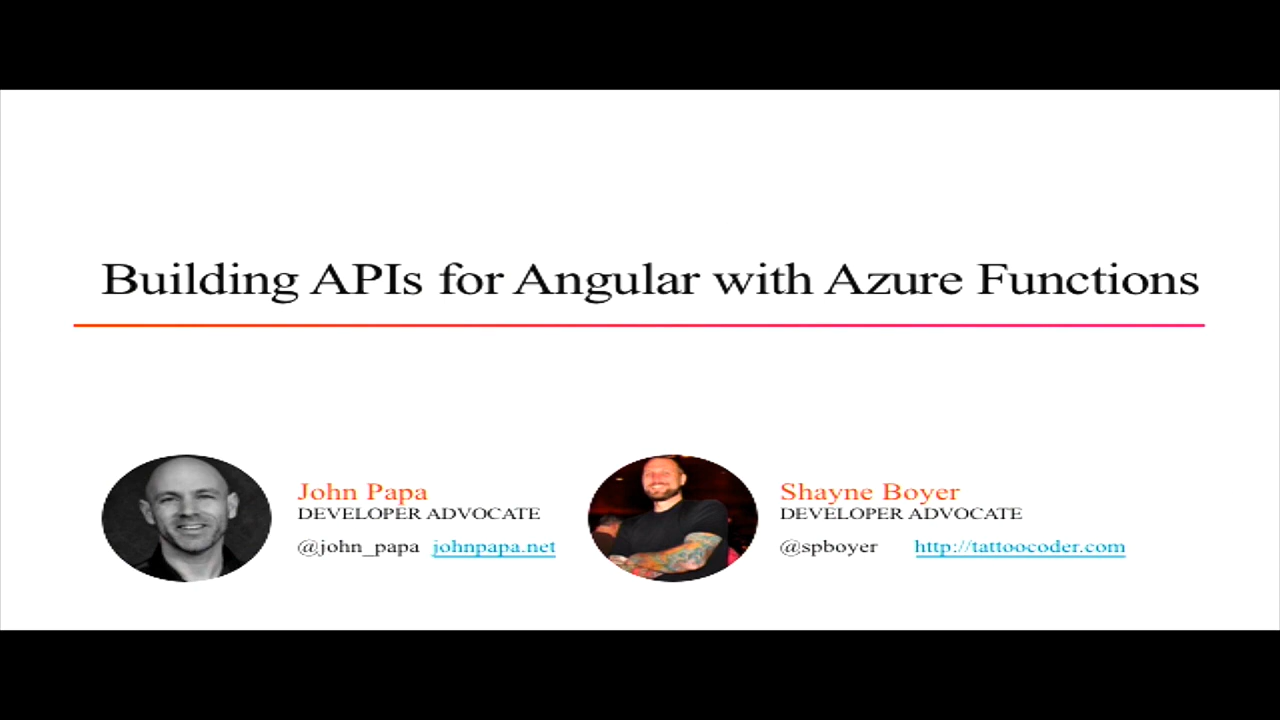 Building APIs for Angular with Azure Functions
John Papa
DEVELOPER ADVOCATE
@john_papa johnpapa.net
Shayne Boyer
DEVELOPER ADVOCATE
@spboyer http://tattoocoder.com